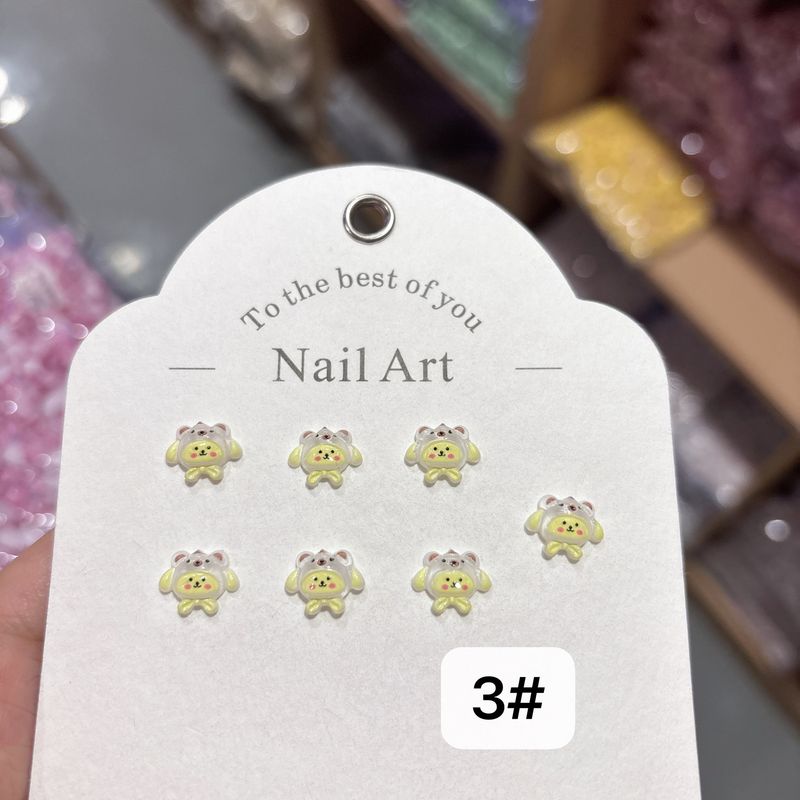 To the best of you
Nail Art
3#